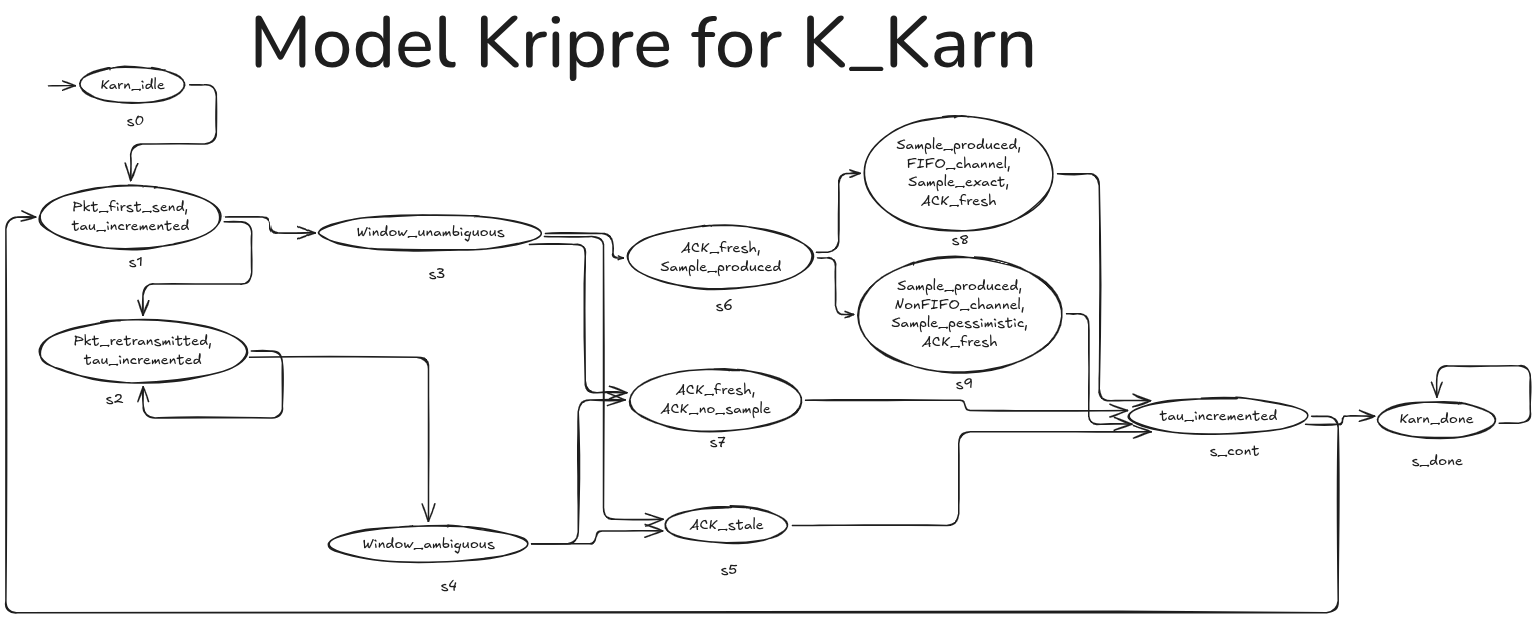 Model Kripre for K_Karn
Karn_idle
s0
Pkt_first_send,
tau_incremented
s1
Pkt_retransmitted,
tau_incremented
s2
Window_unambiguous
s3
Window_ambiguous
s4
ACK_fresh,
Sample_produced
s6
ACK_fresh,
ACK_no_sample
s7
ACK_stale
s5
Sample_produced,
FIFO_channel,
Sample_exact,
ACK_fresh
s8
Sample_produced,
NonFIFO_channel,
Sample_pessimistic,
ACK_fresh
s9
tau_incremented
s_cont
Karn_done
s_done